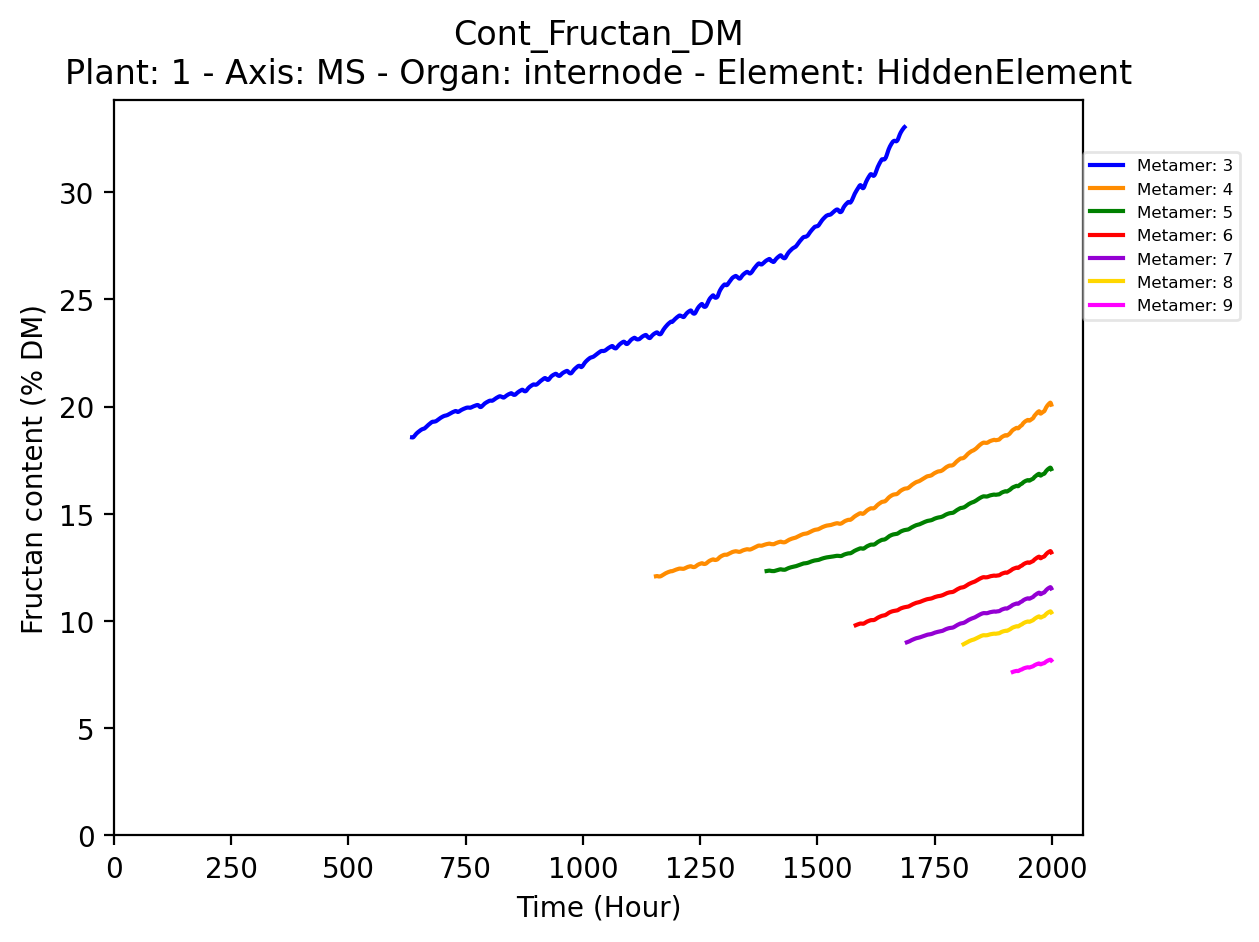 Cont_Fructan_DM
Plant: 1 - Axis: MS - Organ: internode - Element: HiddenElement
Fructan content (% DM)
30
25
20
15
10
5
0
0 250 500 750 1000 1250 1500 1750 2000
Time (Hour)
Metamer: 3
Metamer: 4
Metamer: 5
Metamer: 6
Metamer: 7
Metamer: 8
Metamer: 9